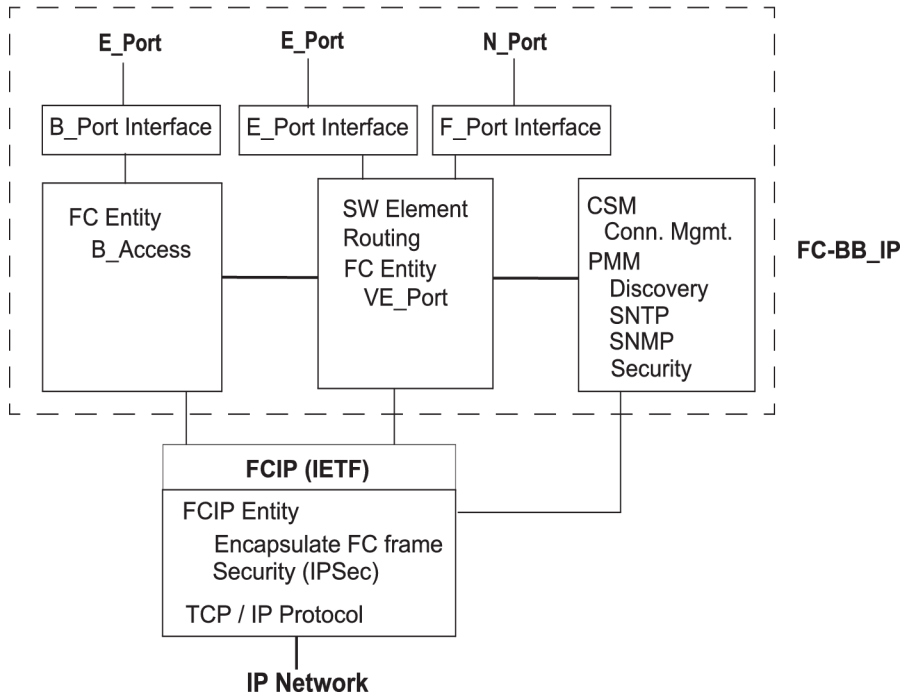 E_Port
E_Port
N_Port
B_Port Interface
E_Port Interface
F_Port Interface
FC Entity
B_Access
SW Element
Routing
FC Entity
VE_Port
CSM
Conn. Mgmt.
PMM
Discovery
SNTP
SNMP
Security
FC-BB_IP
FCIP (IETF)
FCIP Entity
Encapsulate FC frame
Security (IPSec)
TCP / IP Protocol
IP Network